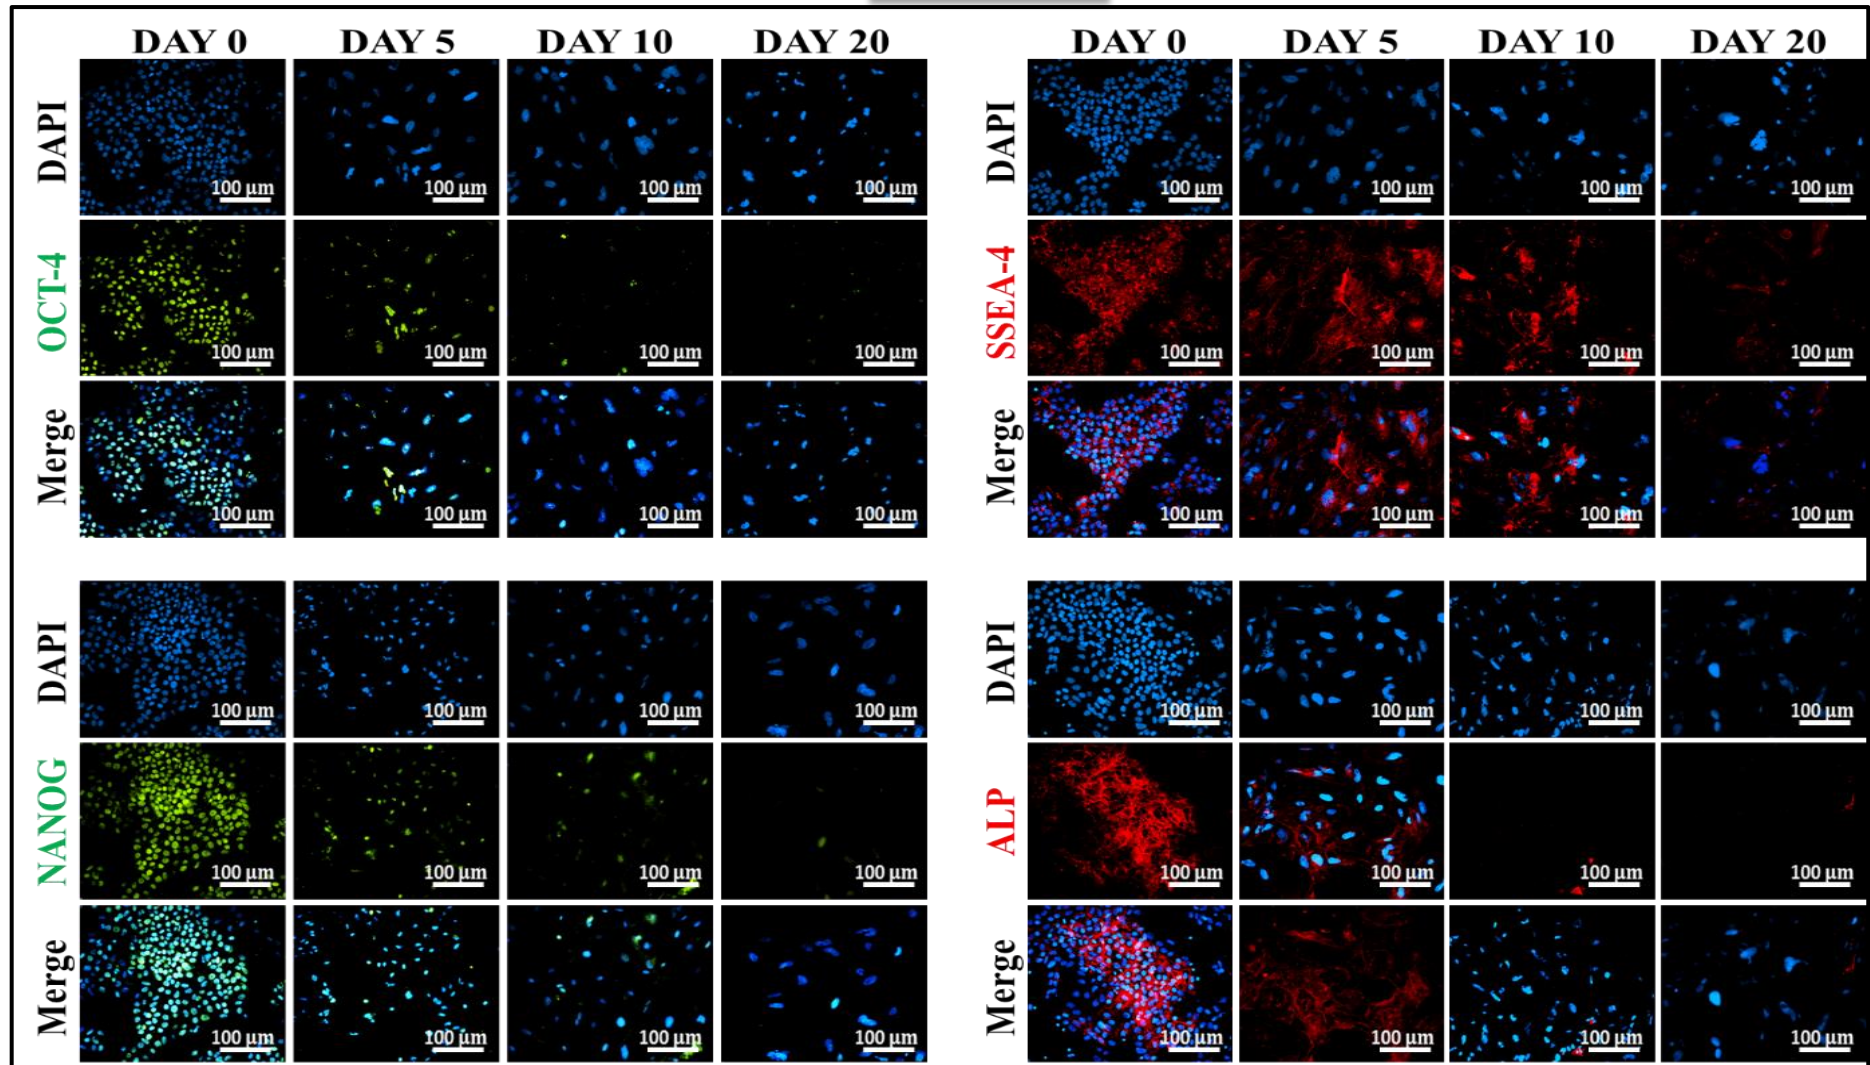 DAY 0 DAY 5 DAY 10 DAY 20
DAPI 100 µm 100 µm 100 µm 100 µm
OCT-4 100 µm 100 µm 100 µm 100 µm
Merge 100 µm 100 µm 100 µm 100 µm
DAPI 100 µm 100 µm 100 µm 100 µm
NANOG 100 µm 100 µm 100 µm 100 µm
Merge 100 µm 100 µm 100 µm 100 µm
DAY 0 DAY 5 DAY 10 DAY 20
DAPI 100 µm 100 µm 100 µm 100 µm
SSEA-4 100 µm 100 µm 100 µm 100 µm
Merge 100 µm 100 µm 100 µm 100 µm
DAPI 100 µm 100 µm 100 µm 100 µm
ALP 100 µm 100 µm 100 µm 100 µm
Merge 100 µm 100 µm 100 µm 100 µm